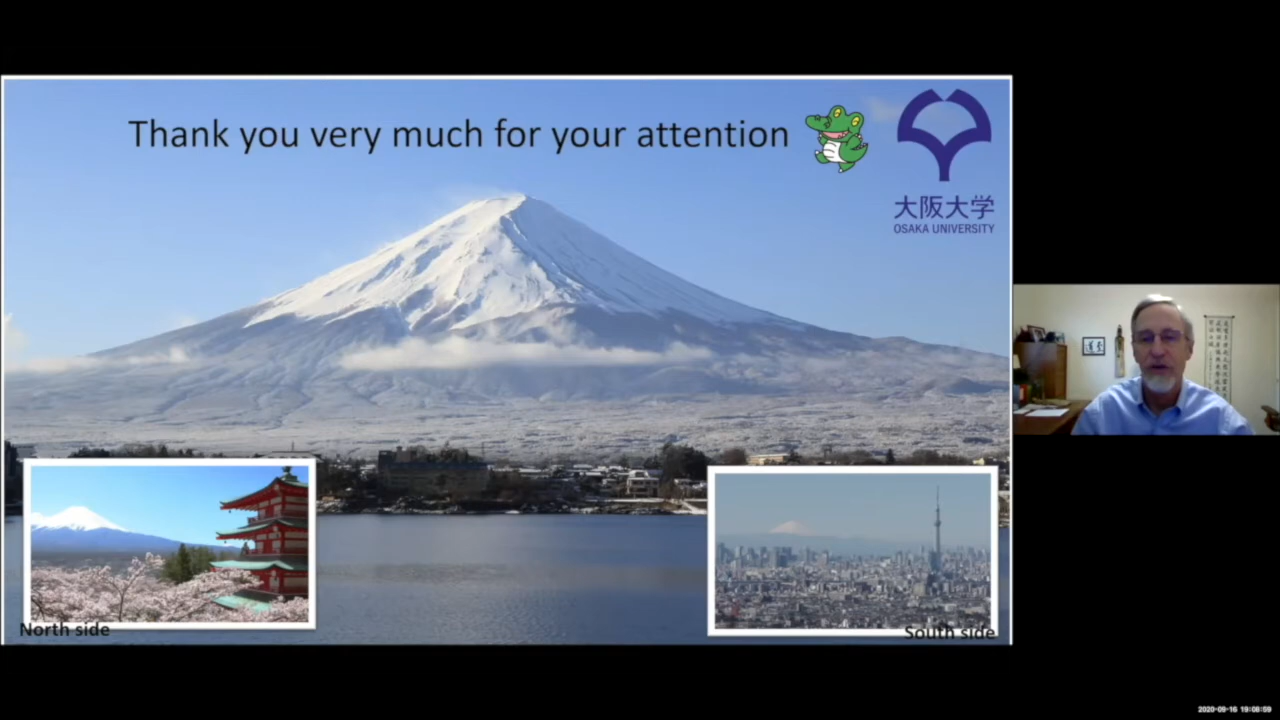 Thank you very much for your attention
大阪大学
OSAKA UNIVERSITY
North side
South side
2020-09-16 19:08:59